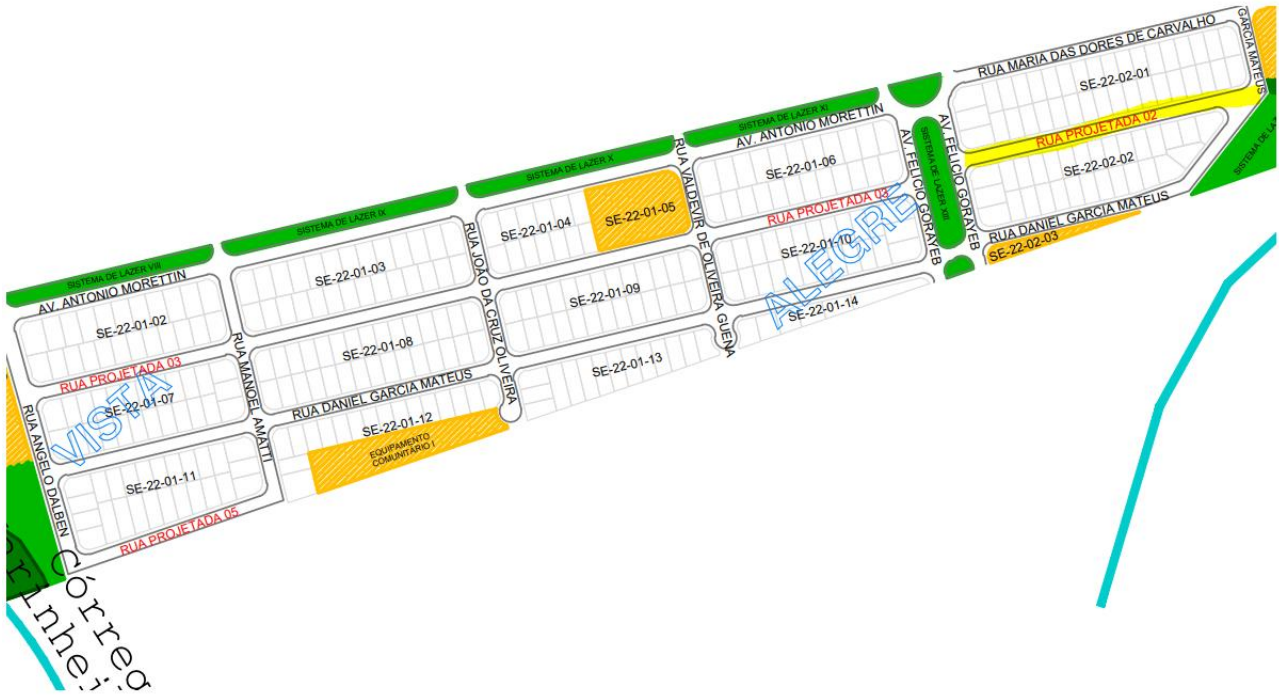 RUA MARIA DAS DORES DE CARVALHO
GARCIA MATEUS
SE-22-02-01
RUA PROJETADA 02
SE-22-02-02
RUA DANIEL GARCIA MATEUS
SE-22-02-03
SISTEMA DE LA
AV. FELICIO GORAYEB
SISTEMA DE LAZER XIII
AV. FELICIO GORAYEB
SISTEMA DE LAZER XI
AV. ANTONIO MORETTIN
SE-22-01-06
RUA PROJETADA 03
SE-22-01-10
ALEGRE
SE-22-01-14
RUA VALDEVIR DE OLIVEIRA GUENA
SISTEMA DE LAZER X
SE-22-01-04
SE-22-01-05
SE-22-01-09
SE-22-01-13
RUA JOÃO DA CRUZ OLIVEIRA
SISTEMA DE LAZER IX
SE-22-01-03
SE-22-01-08
RUA DANIEL GARCIA MATEUS
SE-22-01-12
EQUIPAMENTO
COMUNITÁRIO I
RUA MANOEL AMATTI
SISTEMA DE LAZER VIII
AV. ANTONIO MORETTIN
SE-22-01-02
RUA PROJETADA 03
SE-22-01-07
VISTA
SE-22-01-11
RUA PROJETADA 05
RUA ANGELO DALBEN
Córreg
rinhei